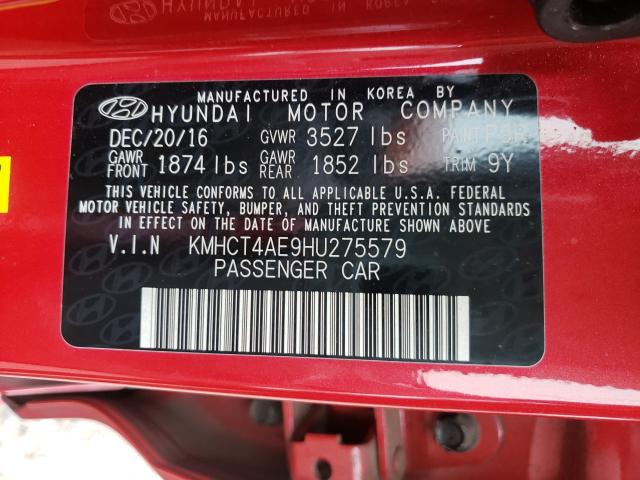 HYUNDAI
MANUFACTURED IN KOREA BY
HYUNDAI MOTOR COMPANY
DEC/20/16 GVWR 3527 lbs PAINT
GAWR FRONT 1874 lbs GAWR REAR 1852 lbs TRIM 9Y
THIS VEHICLE CONFORMS TO ALL APPLICABLE U.S.A. FEDERAL
MOTOR VEHICLE SAFETY, BUMPER, AND THEFT PREVENTION STANDARDS
IN EFFECT ON THE DATE OF MANUFACTURE SHOWN ABOVE.
V.I.N KMHCT4AE9HU275579
PASSENGER CAR